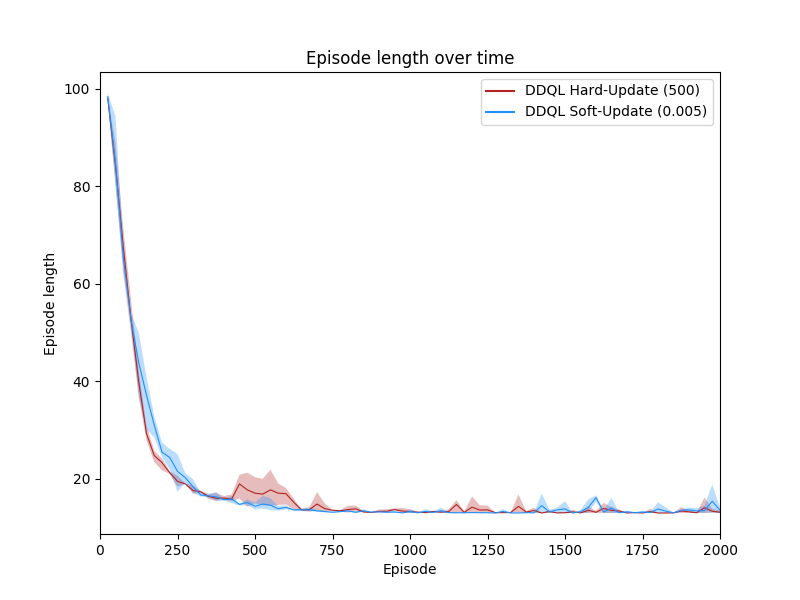 Episode length over time
DDQL Hard-Update (500)
DDQL Soft-Update (0.005)
Episode length
100
80
60
40
20
0
250
500
750
1000
1250
1500
1750
2000
Episode